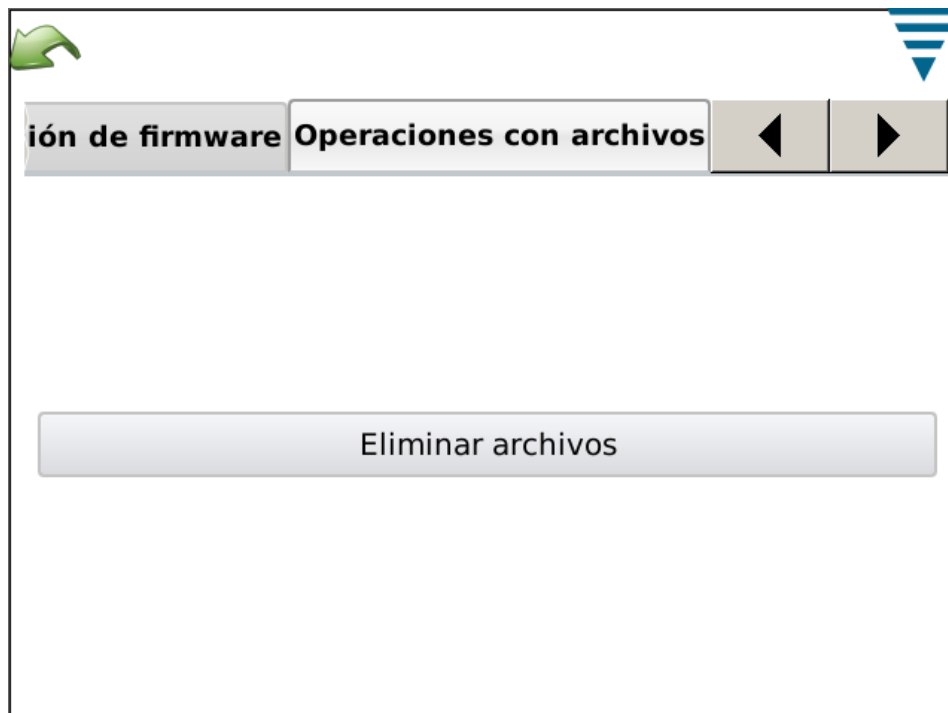 ión de firmware
Operaciones con archivos
Eliminar archivos